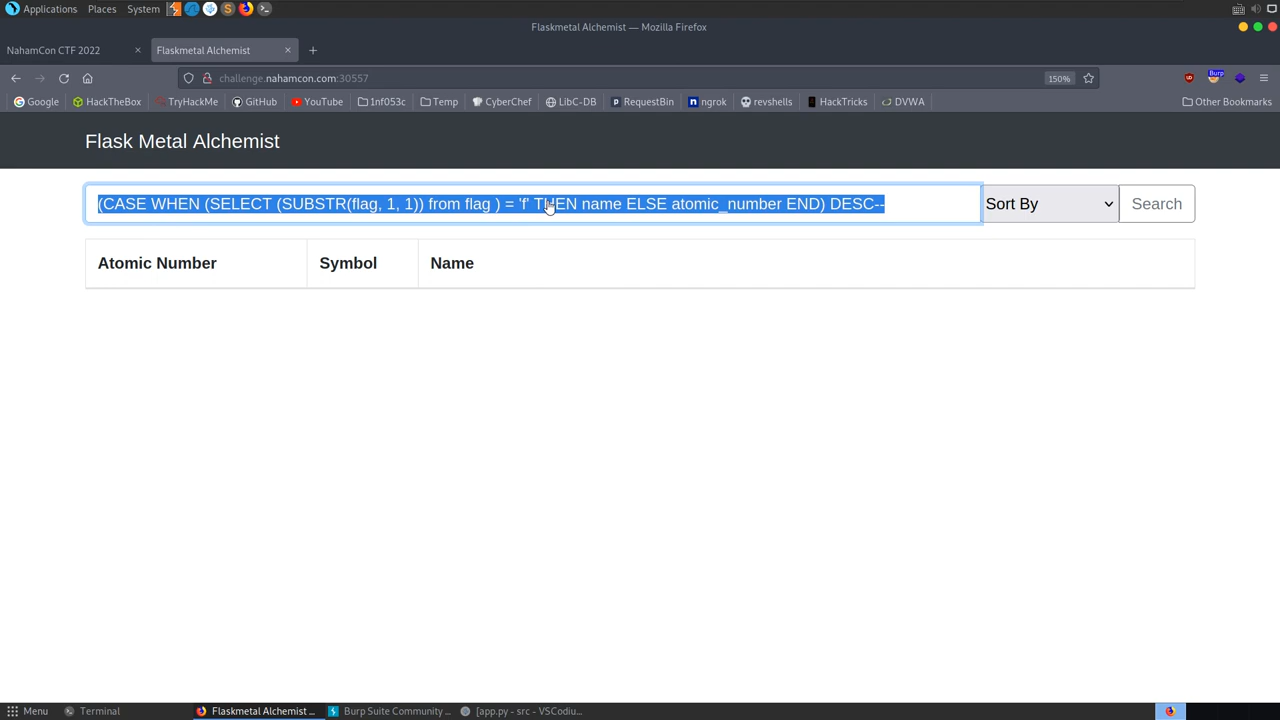 Applications Places System
Flaskmetal Alchemist — Mozilla Firefox
NahamCon CTF 2022 × Flaskmetal Alchemist × +
challenge.nahamcon.com:30557 150% Burp
Google HackTheBox TryHackMe GitHub YouTube 1nf053c Temp CyberChef LibC-DB RequestBin ngrok revshells HackTricks DVWA Other Bookmarks
Flask Metal Alchemist
(CASE WHEN (SELECT (SUBSTR(flag, 1, 1)) from flag ) = 'f' THEN name ELSE atomic_number END) DESC-- Sort By Search
Atomic Number Symbol Name
Menu Terminal Flaskmetal Alchemist ... Burp Suite Community ... [app.py - src - VSCodiu...